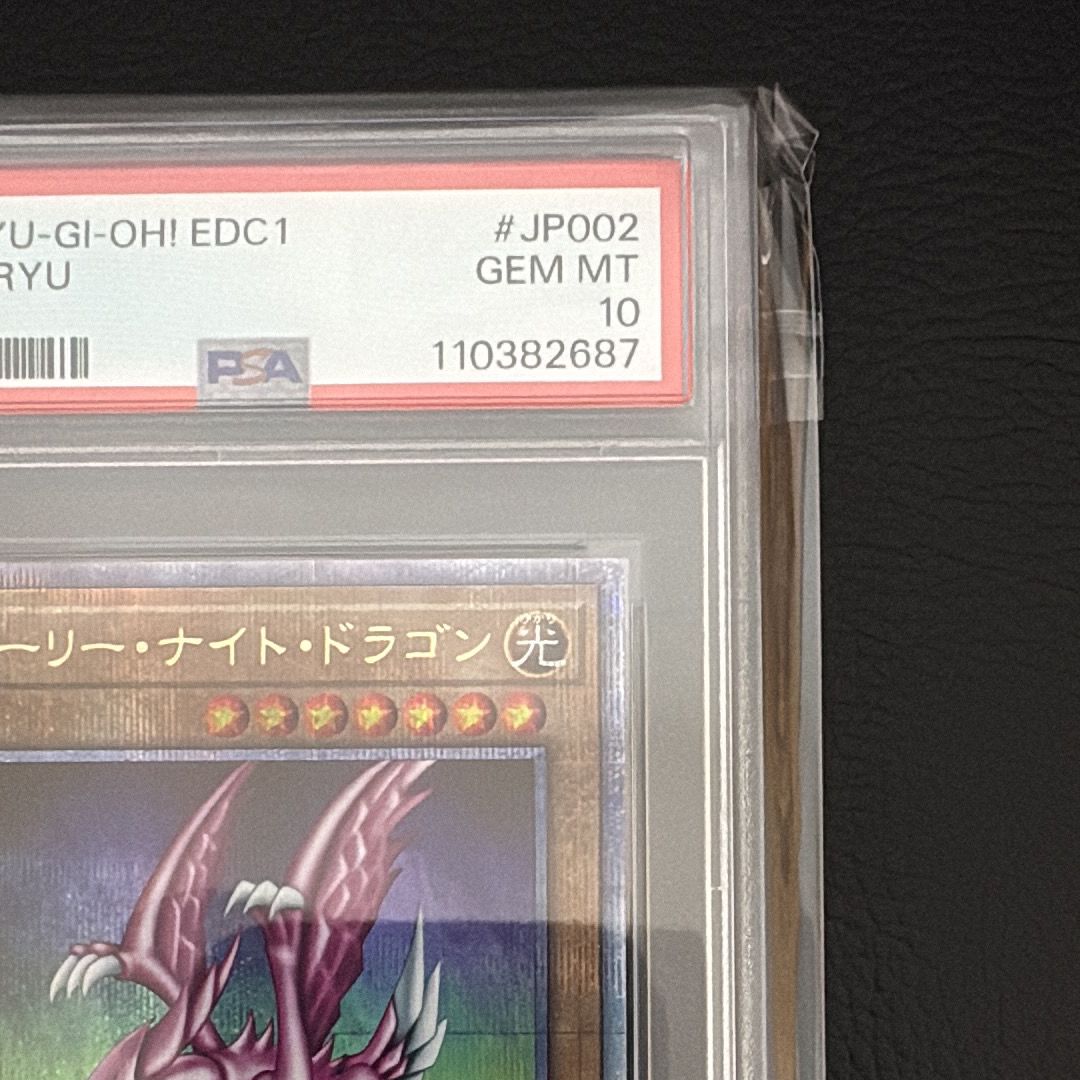 YU-GI-OH! EDC1 #JP002
RYU GEM MT
10
PSA 110382687
ーリー・ナイト・ドラゴン 光